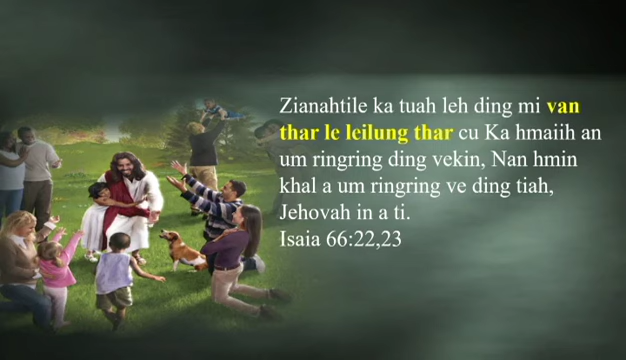 Zianahtile ka tuah leh ding mi van
thar le leilung thar cu Ka hmaiih an
um ringring ding vekin, Nan hmin
khal a um ringring ve ding tiah,
Jehovah in a ti.
Isaia 66:22,23